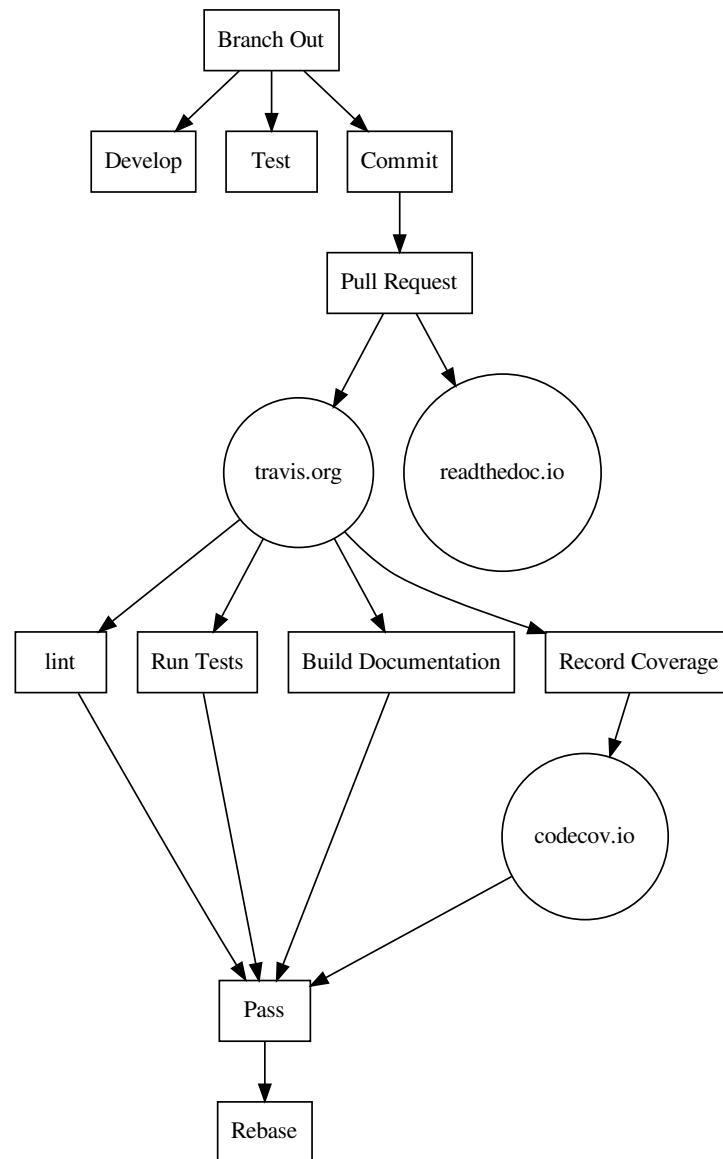 Branch Out
Develop
Test
Commit
Pull Request
travis.org
readthedoc.io
lint
Run Tests
Build Documentation
Record Coverage
codecov.io
Pass
Rebase